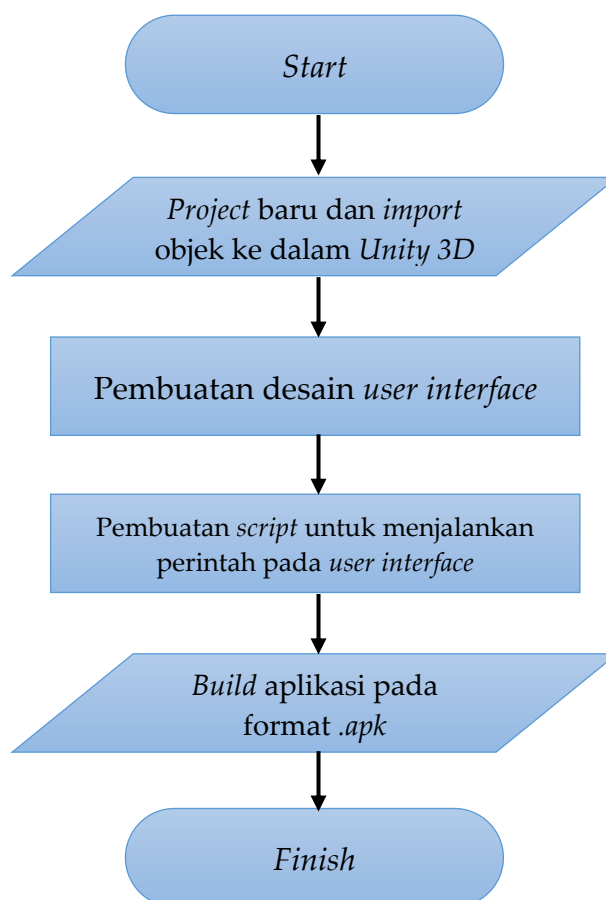 Start
Project baru dan import
objek ke dalam Unity 3D
Pembuatan desain user interface
Pembuatan script untuk menjalankan
perintah pada user interface
Build aplikasi pada
format .apk
Finish